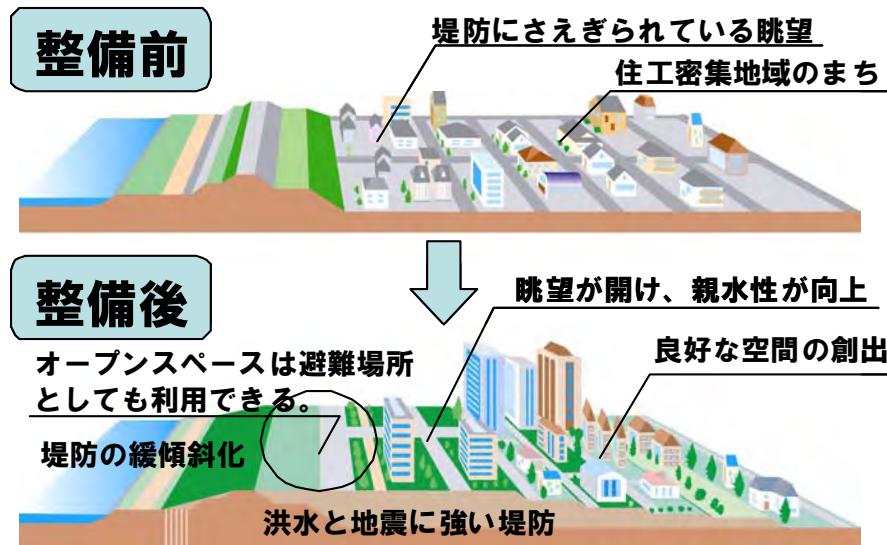 整備前
堤防にさえぎられている眺望
住工密集地域のまち
整備後
眺望が開け、親水性が向上
良好な空間の創出
オープンスペースは避難場所
としても利用できる。
堤防の緩傾斜化
洪水と地震に強い堤防